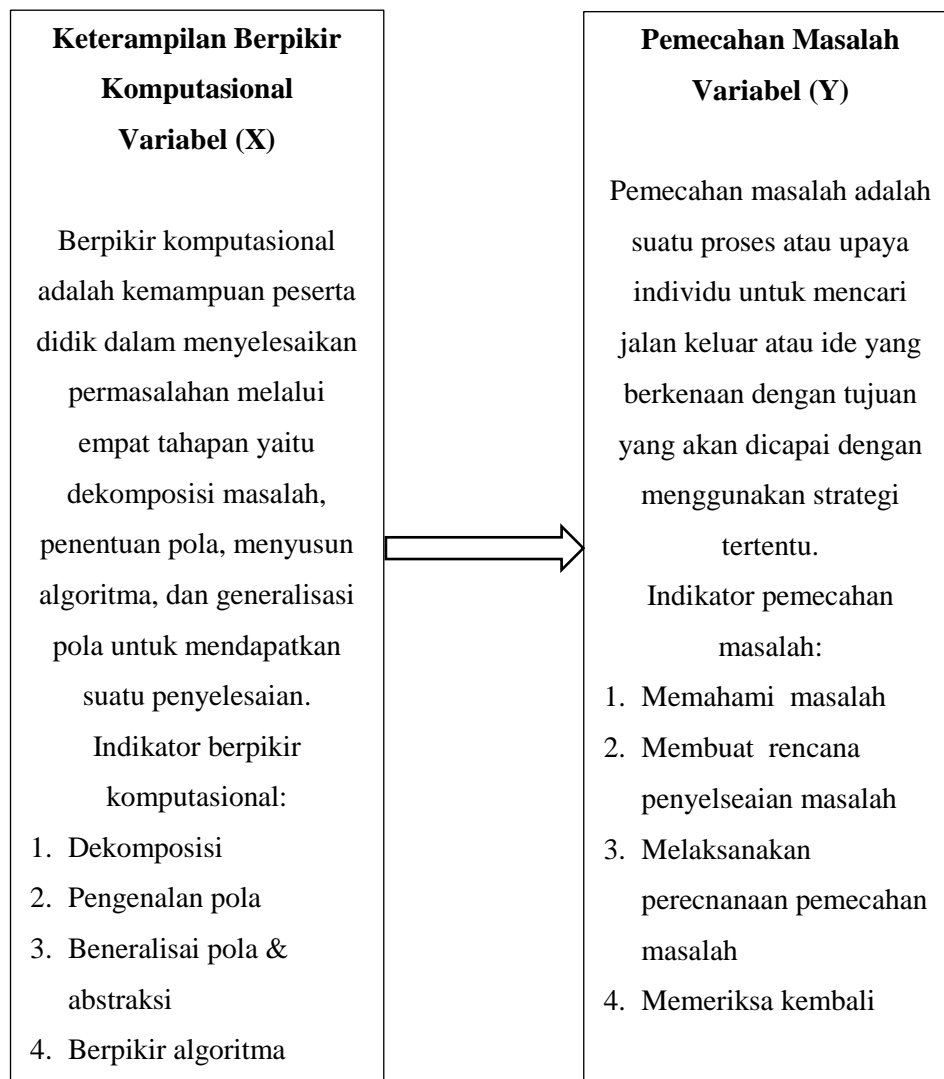 Keterampilan Berpikir
Komputasional
Variabel (X)
Berpikir komputasional
adalah kemampuan peserta
didik dalam menyelesaikan
permasalahan melalui
empat tahapan yaitu
dekomposisi masalah,
penentuan pola, menyusun
algoritma, dan generalisasi
pola untuk mendapatkan
suatu penyelesaian.
Indikator berpikir
komputasional:
1. Dekomposisi
2. Pengenalan pola
3. Beneralisai pola &
abstraksi
4. Berpikir algoritma
Pemecahan Masalah
Variabel (Y)
Pemecahan masalah adalah
suatu proses atau upaya
individu untuk mencari
jalan keluar atau ide yang
berkenaan dengan tujuan
yang akan dicapai dengan
menggunakan strategi
tertentu.
Indikator pemecahan
masalah:
1. Memahami masalah
2. Membuat rencana
penyelseaian masalah
3. Melaksanakan
perecnanaan pemecahan
masalah
4. Memeriksa kembali